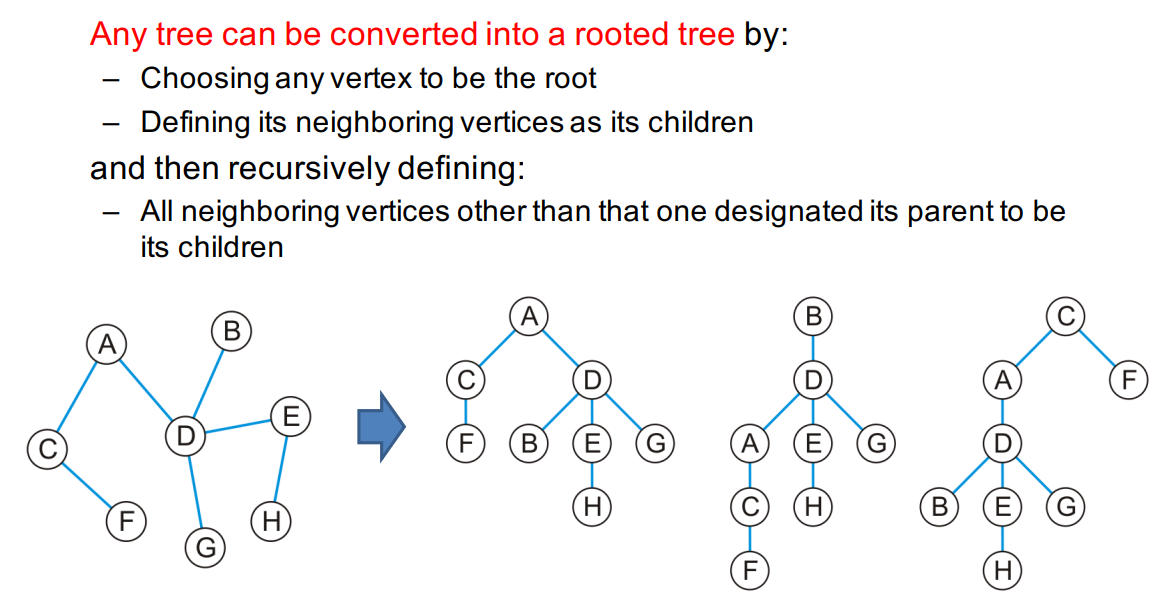 Any tree can be converted into a rooted tree by:
– Choosing any vertex to be the root
– Defining its neighboring vertices as its children
and then recursively defining:
– All neighboring vertices other than that one designated its parent to be
its children
A B C D E F G H
A C D F B E G H
B D A E G C H F
C A F D B E G H